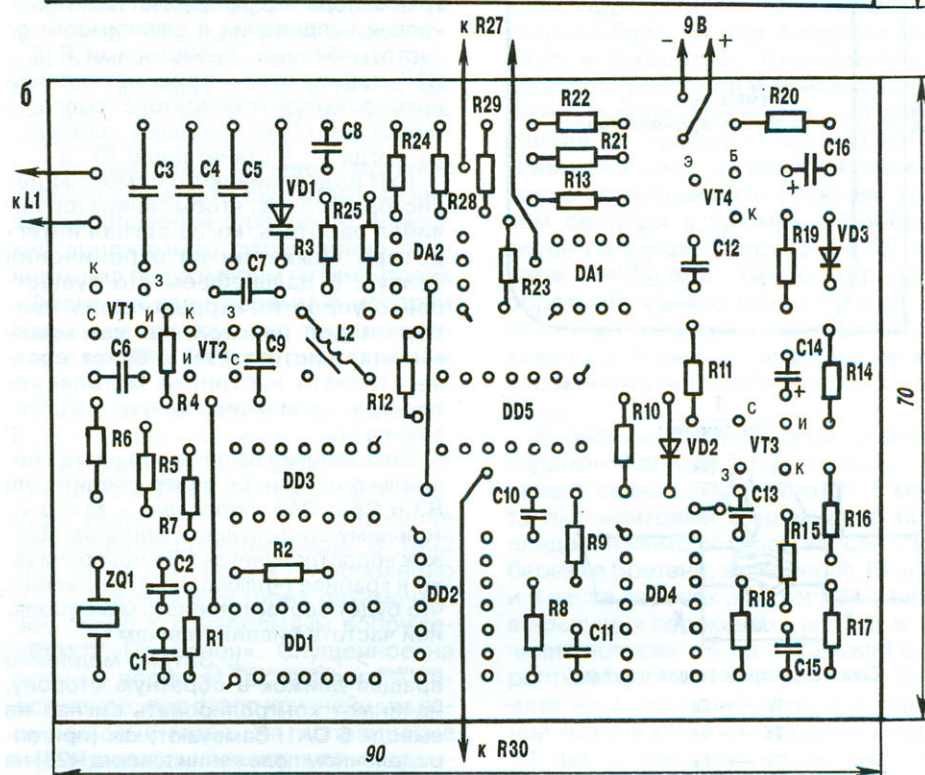 к R27
9 В
− +
б
R29
R22
R20
C8
R24
R21
C16
C3 C4 C5
VD1
Э
Б
+
R13
к L1
R25
R28
VT4
К
R3
R19
VD3
C7
DA2
C12
R23
DA1
К
З
С VT1 И К З
L2
C6
И VT2 С
C9
C14
+
R11
R14
R4
R12
DD5
R10
С
VT3
И
R6
R5
VD2
К
DD3
C10
C13
R7
R9
R15
R16
ZQ1
C2
R2
DD2
DD4
R8
C11
R18
R17
C1
R1
DD1
C15
к R30
90
70